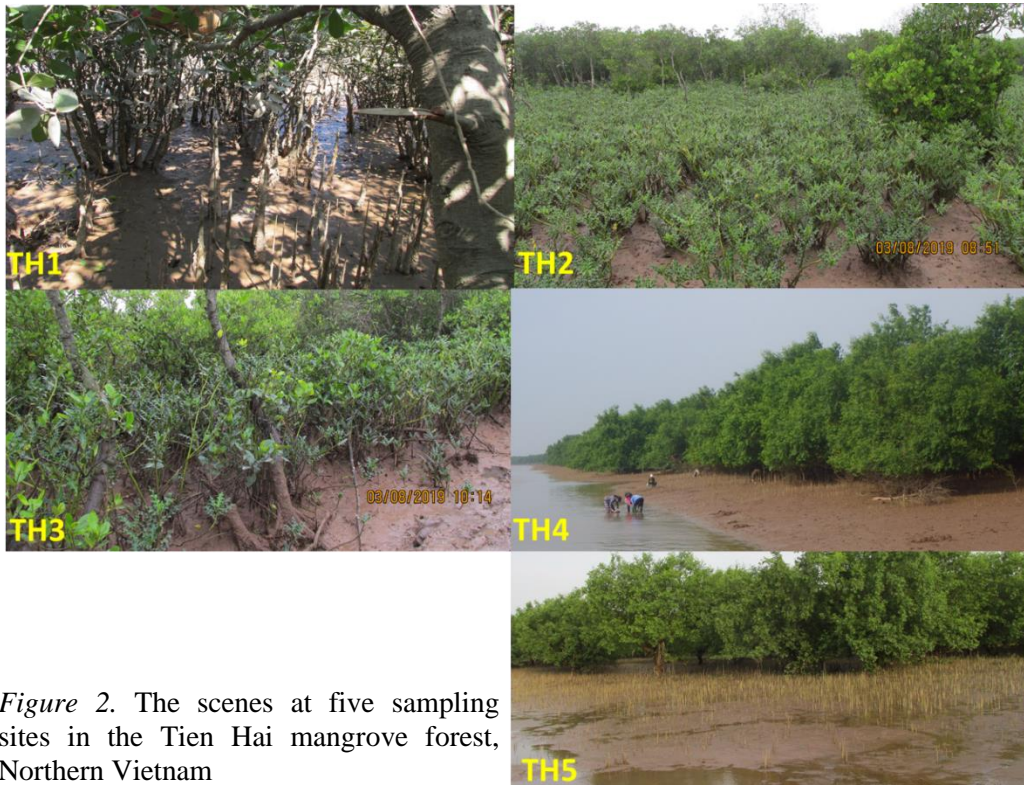 TH1
TH2
03/08/2019 08:51
TH3
03/08/2019 10:14
TH4
TH5
Figure 2. The scenes at five sampling
sites in the Tien Hai mangrove forest,
Northern Vietnam